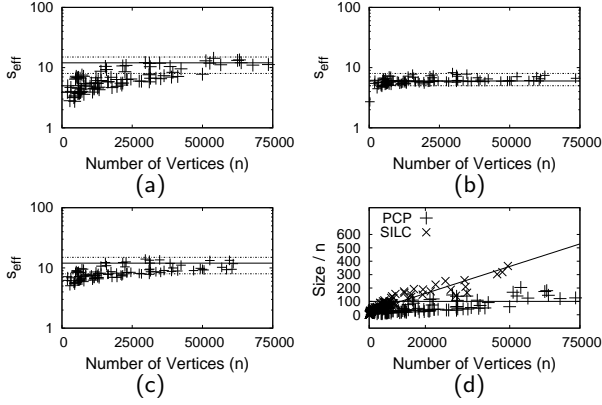 100
10
1
s_eff
0 25000 50000 75000
Number of Vertices (n)
(a)
100
10
1
s_eff
0 25000 50000 75000
Number of Vertices (n)
(b)
100
10
1
s_eff
0 25000 50000 75000
Number of Vertices (n)
(c)
600
500
400
300
200
100
0
Size / n
PCP
SILC
0 20000 50000 75000
Number of Vertices (n)
(d)